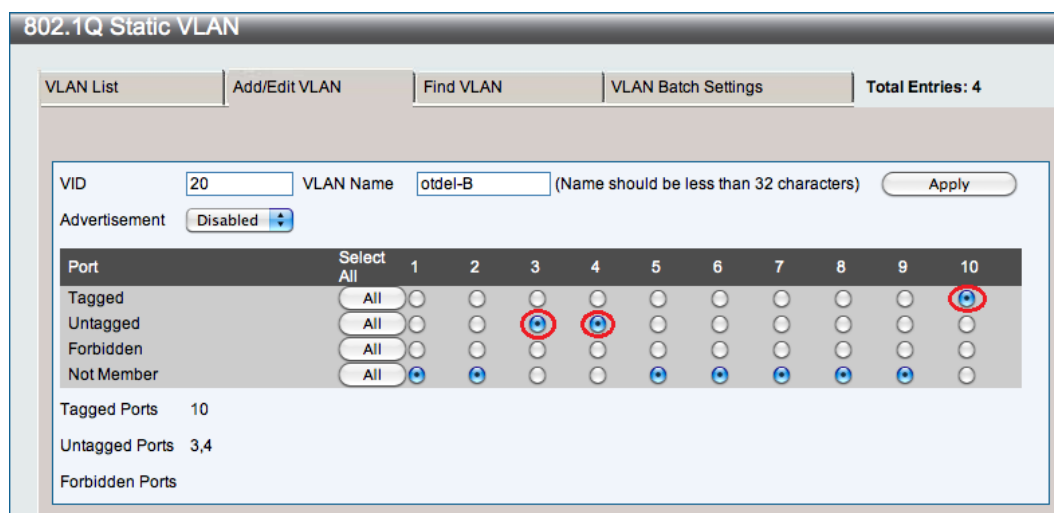 802.1Q Static VLAN
VLAN List Add/Edit VLAN Find VLAN VLAN Batch Settings Total Entries: 4
VID 20 VLAN Name otdel-B (Name should be less than 32 characters) Apply
Advertisement Disabled
Port Select All 1 2 3 4 5 6 7 8 9 10
Tagged All
Untagged All
Forbidden All
Not Member All
Tagged Ports 10
Untagged Ports 3,4
Forbidden Ports